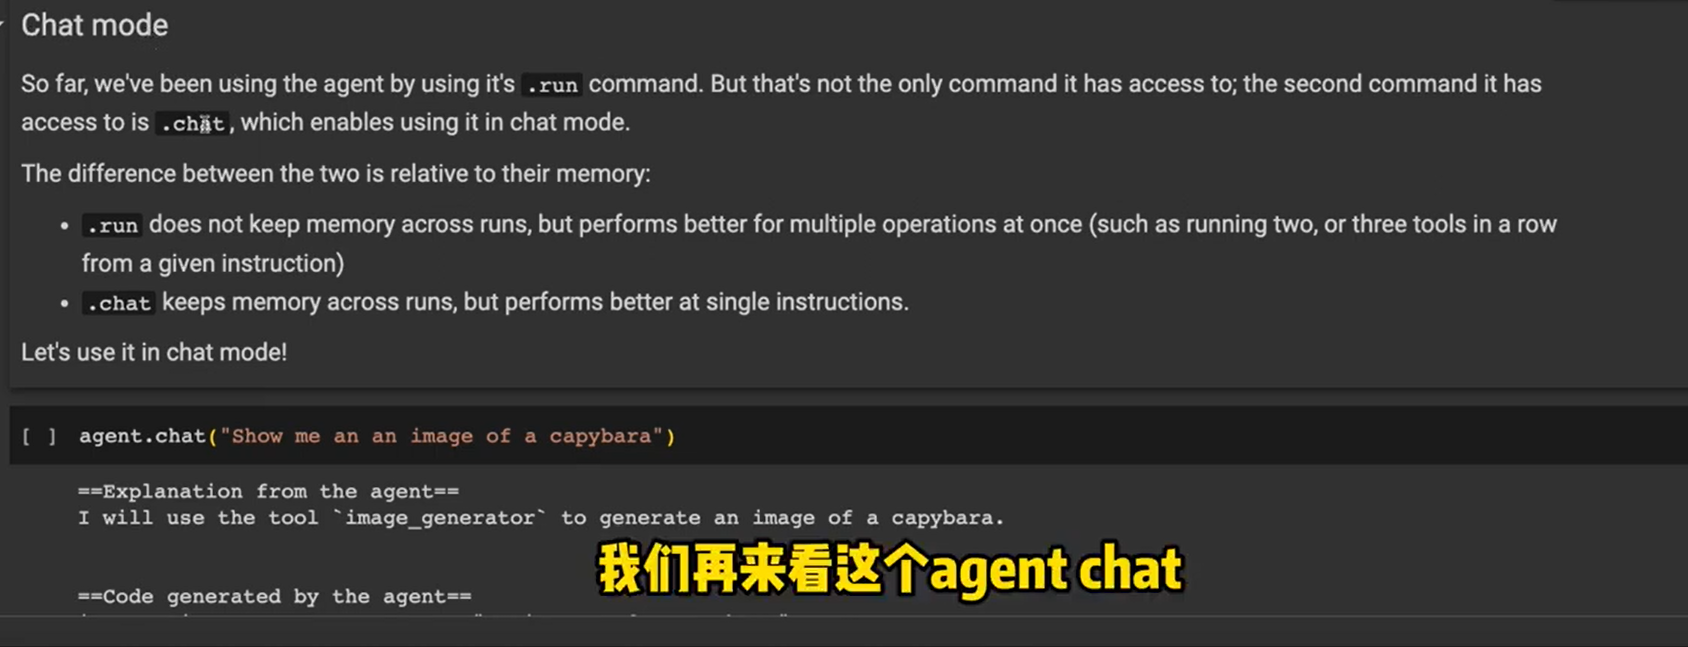 Chat mode
So far, we've been using the agent by using it's .run command. But that's not the only command it has access to; the second command it has
access to is .chat, which enables using it in chat mode.
The difference between the two is relative to their memory:
• .run does not keep memory across runs, but performs better for multiple operations at once (such as running two, or three tools in a row
from a given instruction)
• .chat keeps memory across runs, but performs better at single instructions.
Let's use it in chat mode!
[ ] agent.chat("Show me an an image of a capybara")
==Explanation from the agent==
I will use the tool `image_generator` to generate an image of a capybara.
我们再来看这个agent chat
==Code generated by the agent==